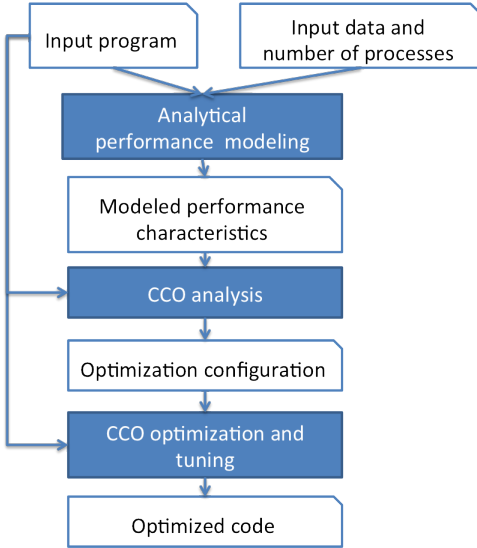 Input program
Input data and
number of processes
Analytical
performance modeling
Modeled performance
characteristics
CCO analysis
Optimization configuration
CCO optimization and
tuning
Optimized code